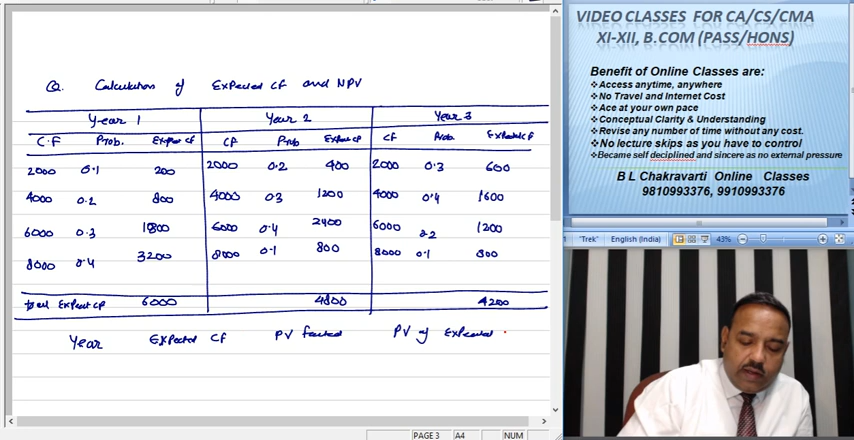 Q. Calculation of Expected CF and NPV
Year 1 Year 2 Year 3
C.F Prob. Expec CF CF Prob Expec CF CF Prob. Expected CF
2000 0.1 200 2000 0.2 400 2000 0.3 600
4000 0.2 800 4000 0.3 1200 4000 0.4 1600
6000 0.3 1800 6000 0.4 2400 6000 0.2 1200
8000 0.4 3200 8000 0.1 800 8000 0.1 800
Expect CF 6000 4800 4200
Year Expected CF PV PV of Expected
PAGE 3 A4 NUM
VIDEO CLASSES FOR CA/CS/CMA
XI-XII, B.COM (PASS/HONS)
Benefit of Online Classes are:
❖Access anytime, anywhere
❖No Travel and Internet Cost
❖Ace at your own pace
❖Conceptual Clarity & Understanding
❖Revise any number of time without any cost.
❖No lecture skips as you have to control
❖Became self deciplined and sincere as no external pressure
B L Chakravarti Online Classes
9810993376, 9910993376
"Trek" English (India) 43%